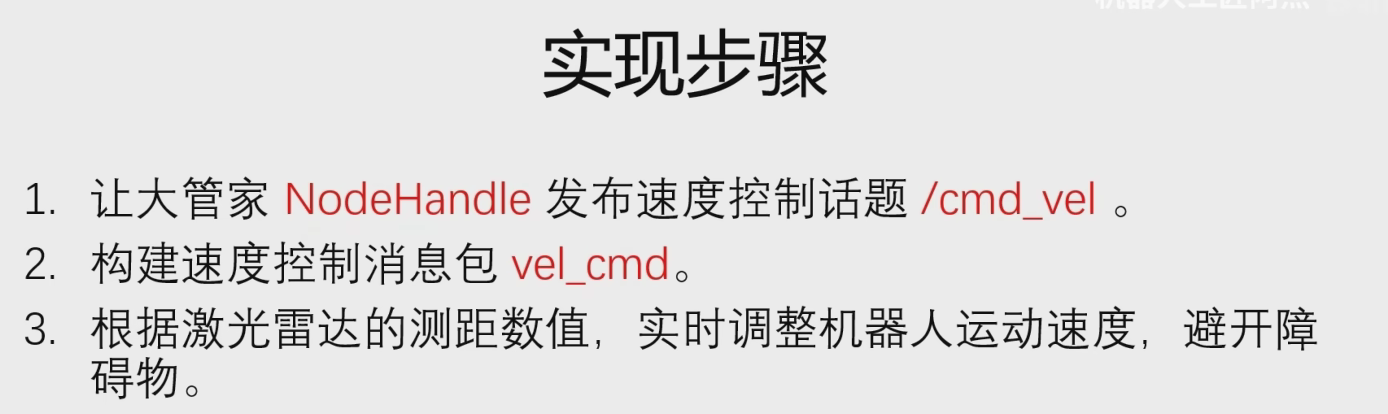 实现步骤
1. 让大管家 NodeHandle 发布速度控制话题 /cmd_vel 。
2. 构建速度控制消息包 vel_cmd。
3. 根据激光雷达的测距数值，实时调整机器人运动速度，避开障
碍物。